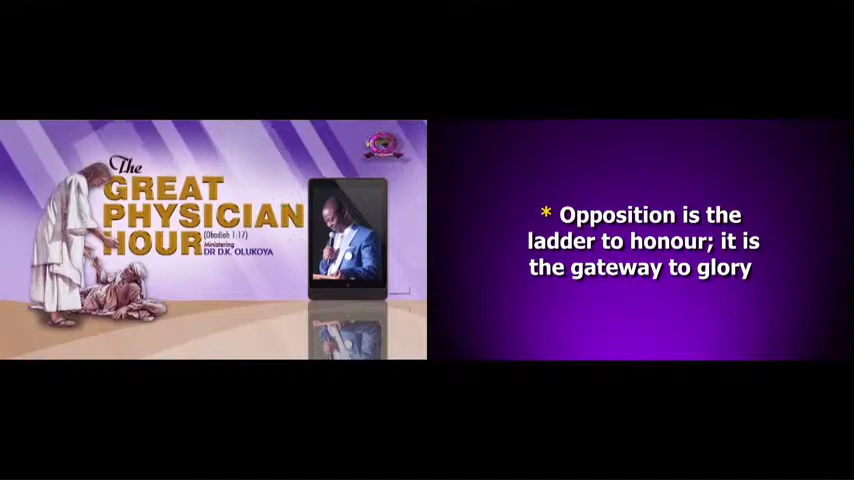 The
GREAT
PHYSICIAN
HOUR
(Obadiah 1:17)
Ministering
DR D.K. OLUKOYA
* Opposition is the
ladder to honour; it is
the gateway to glory